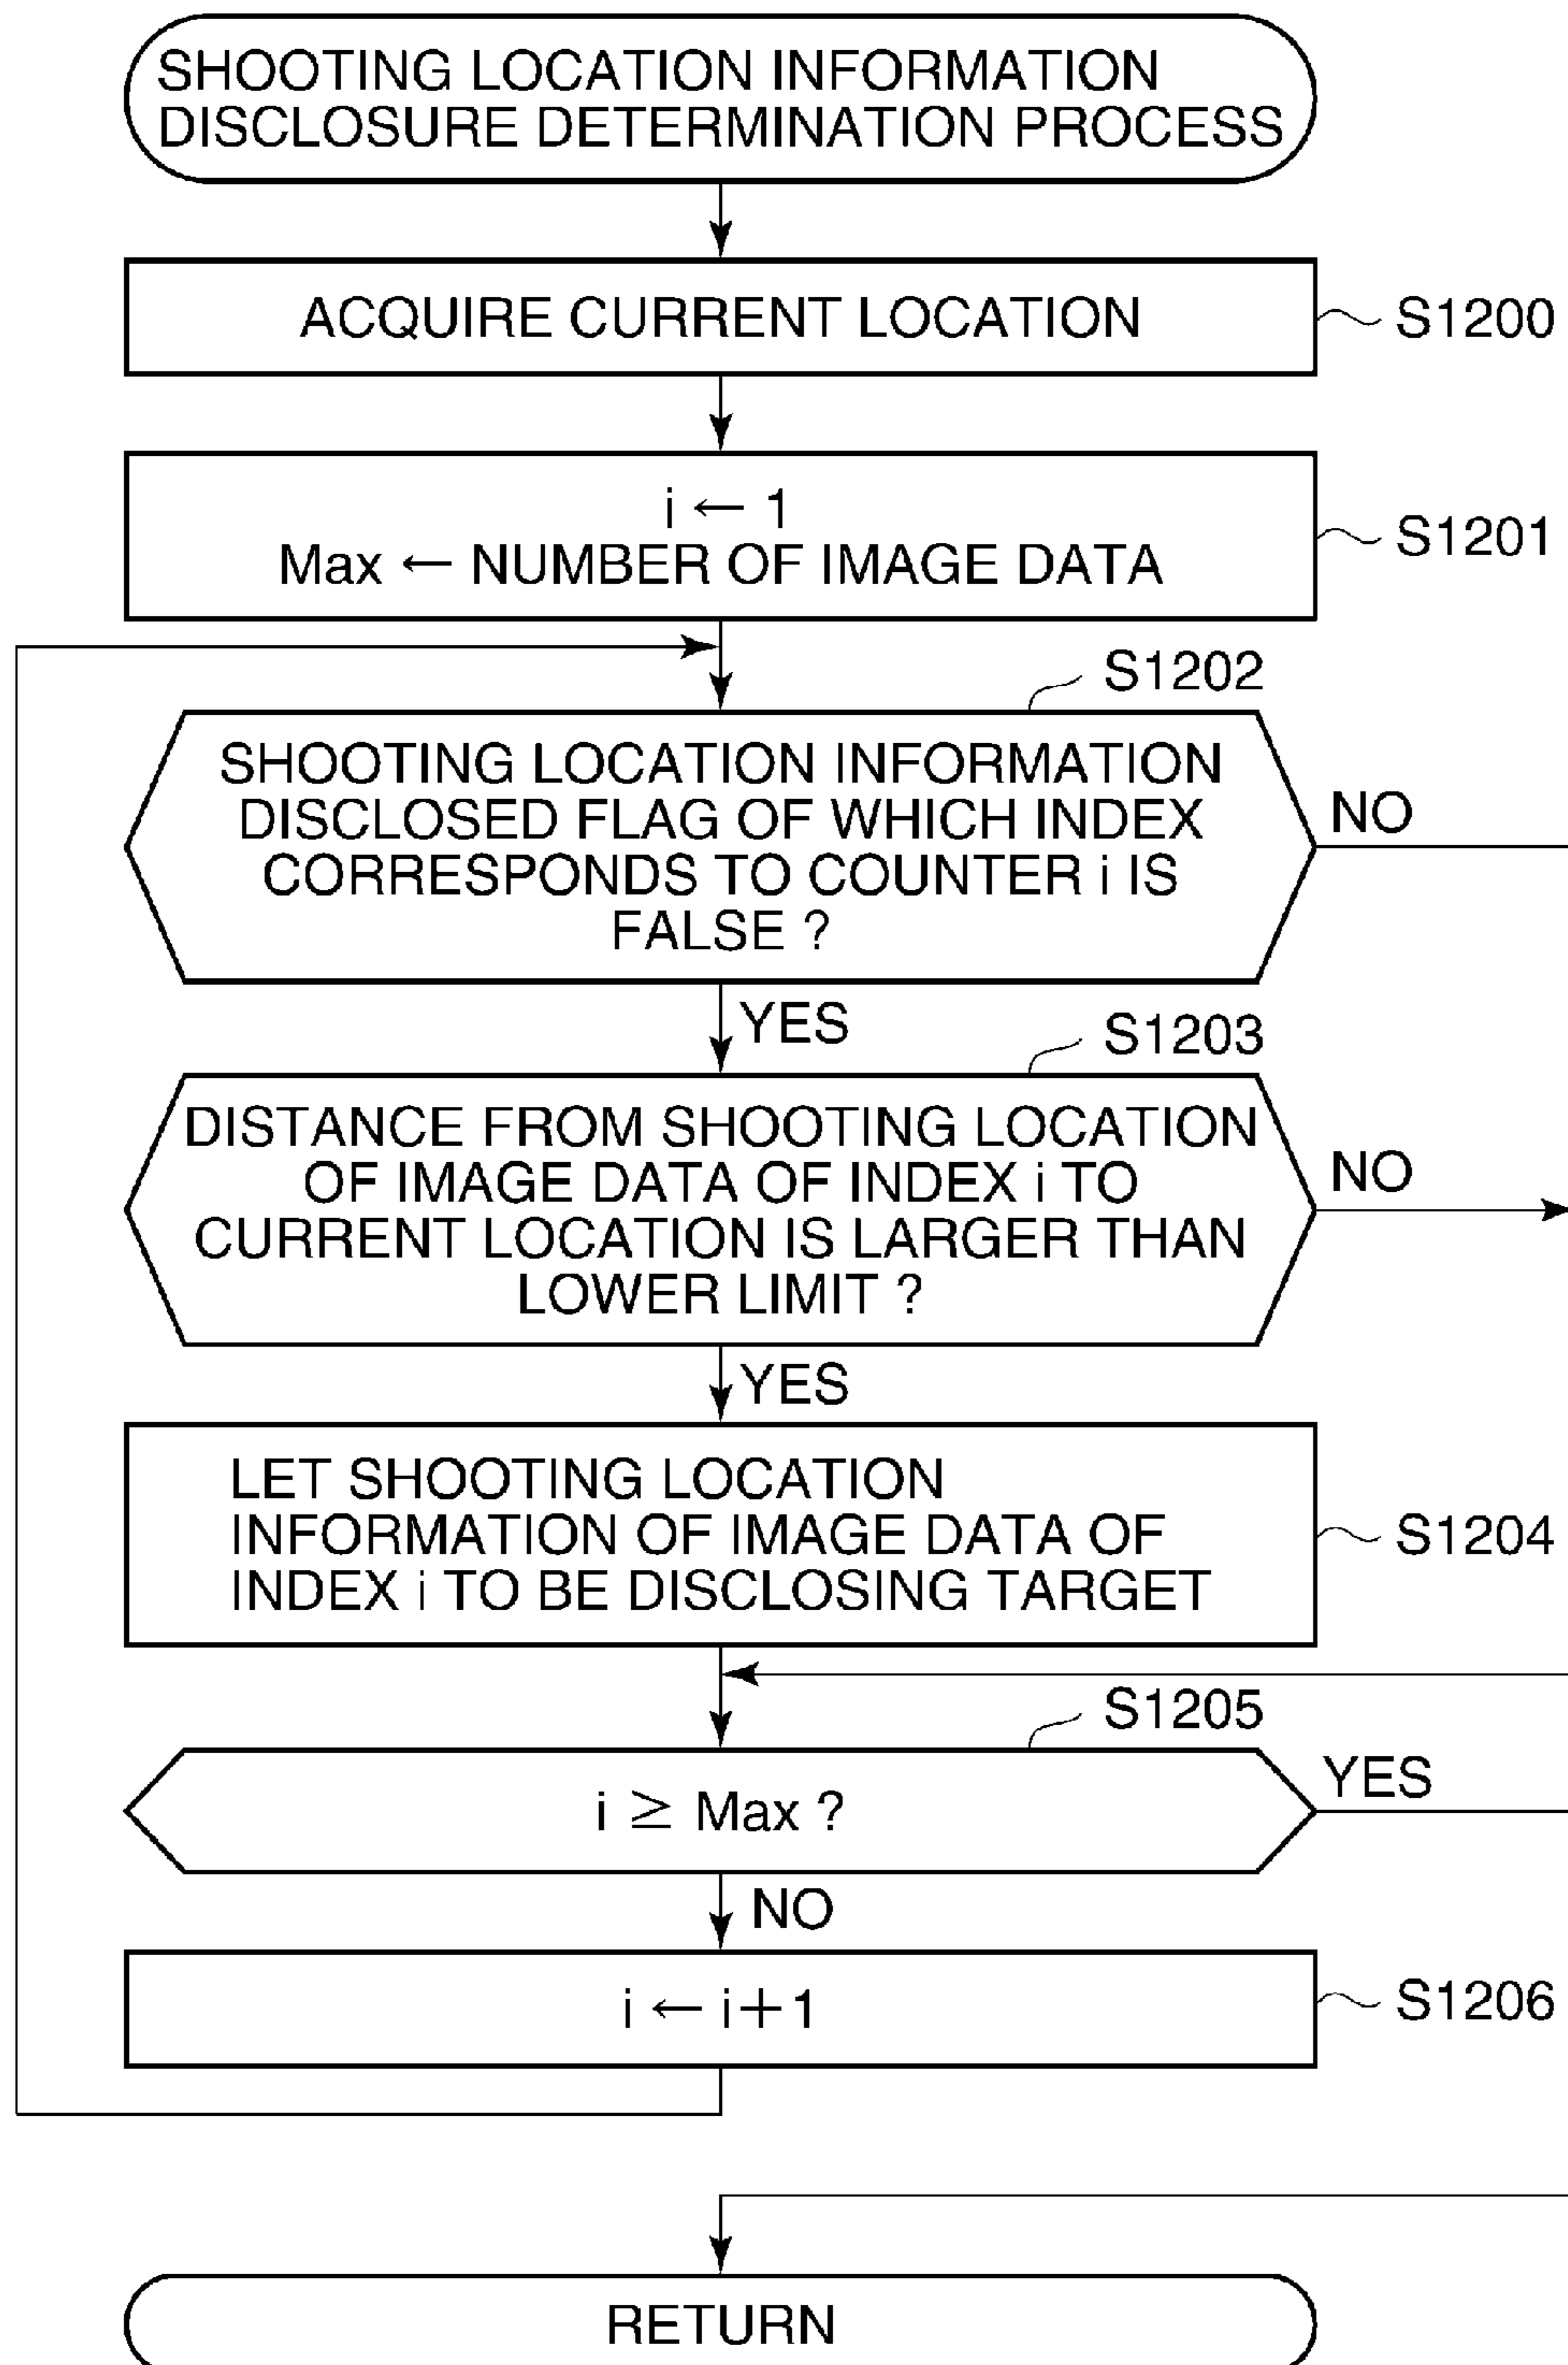 SHOOTING LOCATION INFORMATION
DISCLOSURE DETERMINATION PROCESS
ACQUIRE CURRENT LOCATION
S1200
i ← 1
Max ← NUMBER OF IMAGE DATA
S1201
S1202
SHOOTING LOCATION INFORMATION
DISCLOSED FLAG OF WHICH INDEX
CORRESPONDS TO COUNTER i IS
FALSE ?
NO
YES
S1203
DISTANCE FROM SHOOTING LOCATION
OF IMAGE DATA OF INDEX i TO
CURRENT LOCATION IS LARGER THAN
LOWER LIMIT ?
NO
YES
LET SHOOTING LOCATION
INFORMATION OF IMAGE DATA OF
INDEX i TO BE DISCLOSING TARGET
S1204
S1205
i ≥ Max ?
YES
NO
i ← i+1
S1206
RETURN